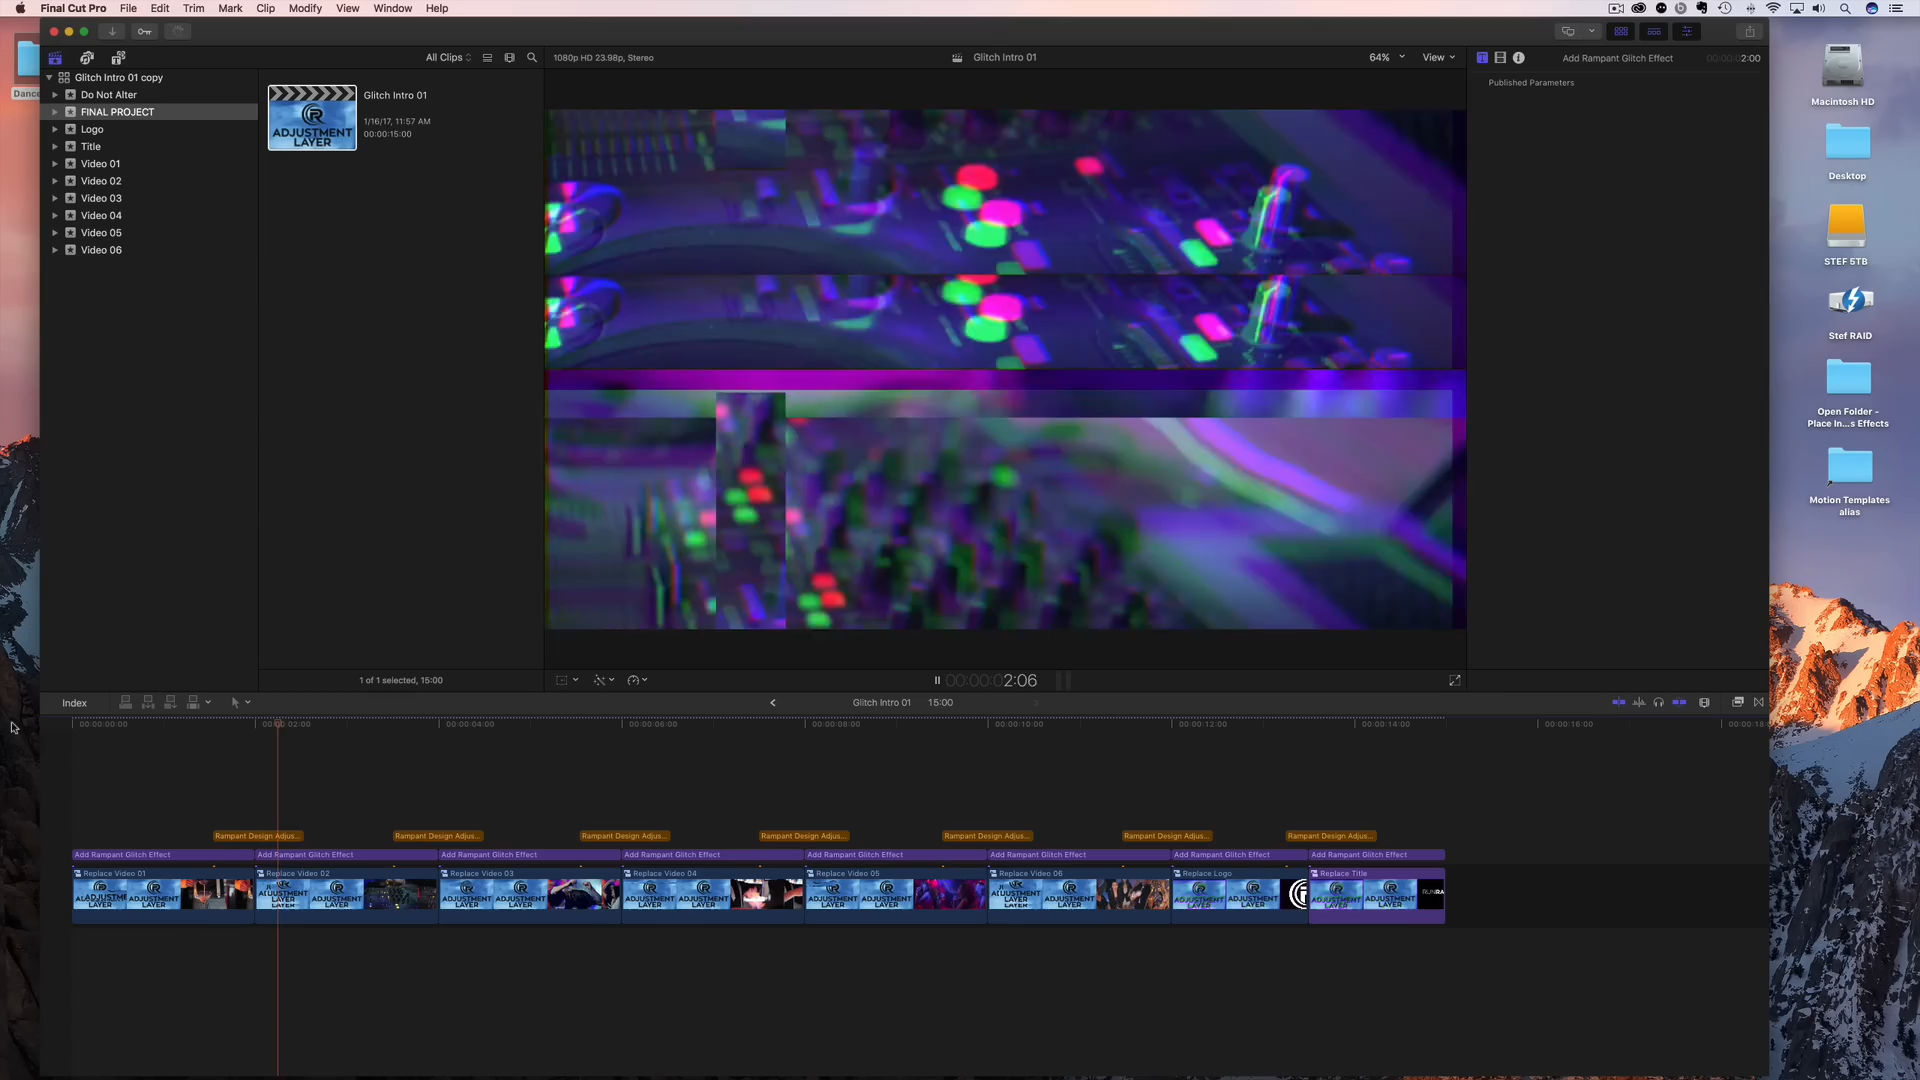 Final Cut Pro File Edit Trim Mark Clip Modify View Window Help
All Clips
1080p HD 23.98p, Stereo
Glitch Intro 01
64%
View
Add Rampant Glitch Effect
2:00
Published Parameters
Glitch Intro 01 copy
Do Not Alter
FINAL PROJECT
Logo
Title
Video 01
Video 02
Video 03
Video 04
Video 05
Video 06
ADJUSTMENT
LAYER
Glitch Intro 01
1/16/17, 11:57 AM
00:00:15:00
1 of 1 selected, 15:00
00:00:00:02:06
Dance
Macintosh HD
Desktop
STEF 5TB
Stef RAID
Open Folder -
Place In...s Effects
Motion Templates
alias
Index
Glitch Intro 01
15:00
00:00:00:00
00:00:02:00
00:00:04:00
00:00:06:00
00:00:08:00
00:00:10:00
00:00:12:00
00:00:14:00
00:00:16:00
Rampant Design Adjus...
Rampant Design Adjus...
Rampant Design Adjus...
Rampant Design Adjus...
Rampant Design Adjus...
Rampant Design Adjus...
Rampant Design Adjus...
Add Rampant Glitch Effect
Add Rampant Glitch Effect
Add Rampant Glitch Effect
Add Rampant Glitch Effect
Add Rampant Glitch Effect
Add Rampant Glitch Effect
Add Rampant Glitch Effect
Add Rampant Glitch Effect
Replace Video 01
Replace Video 02
Replace Video 03
Replace Video 04
Replace Video 05
Replace Video 06
Replace Logo
Replace Title
ADJUSTMENT
LAYER